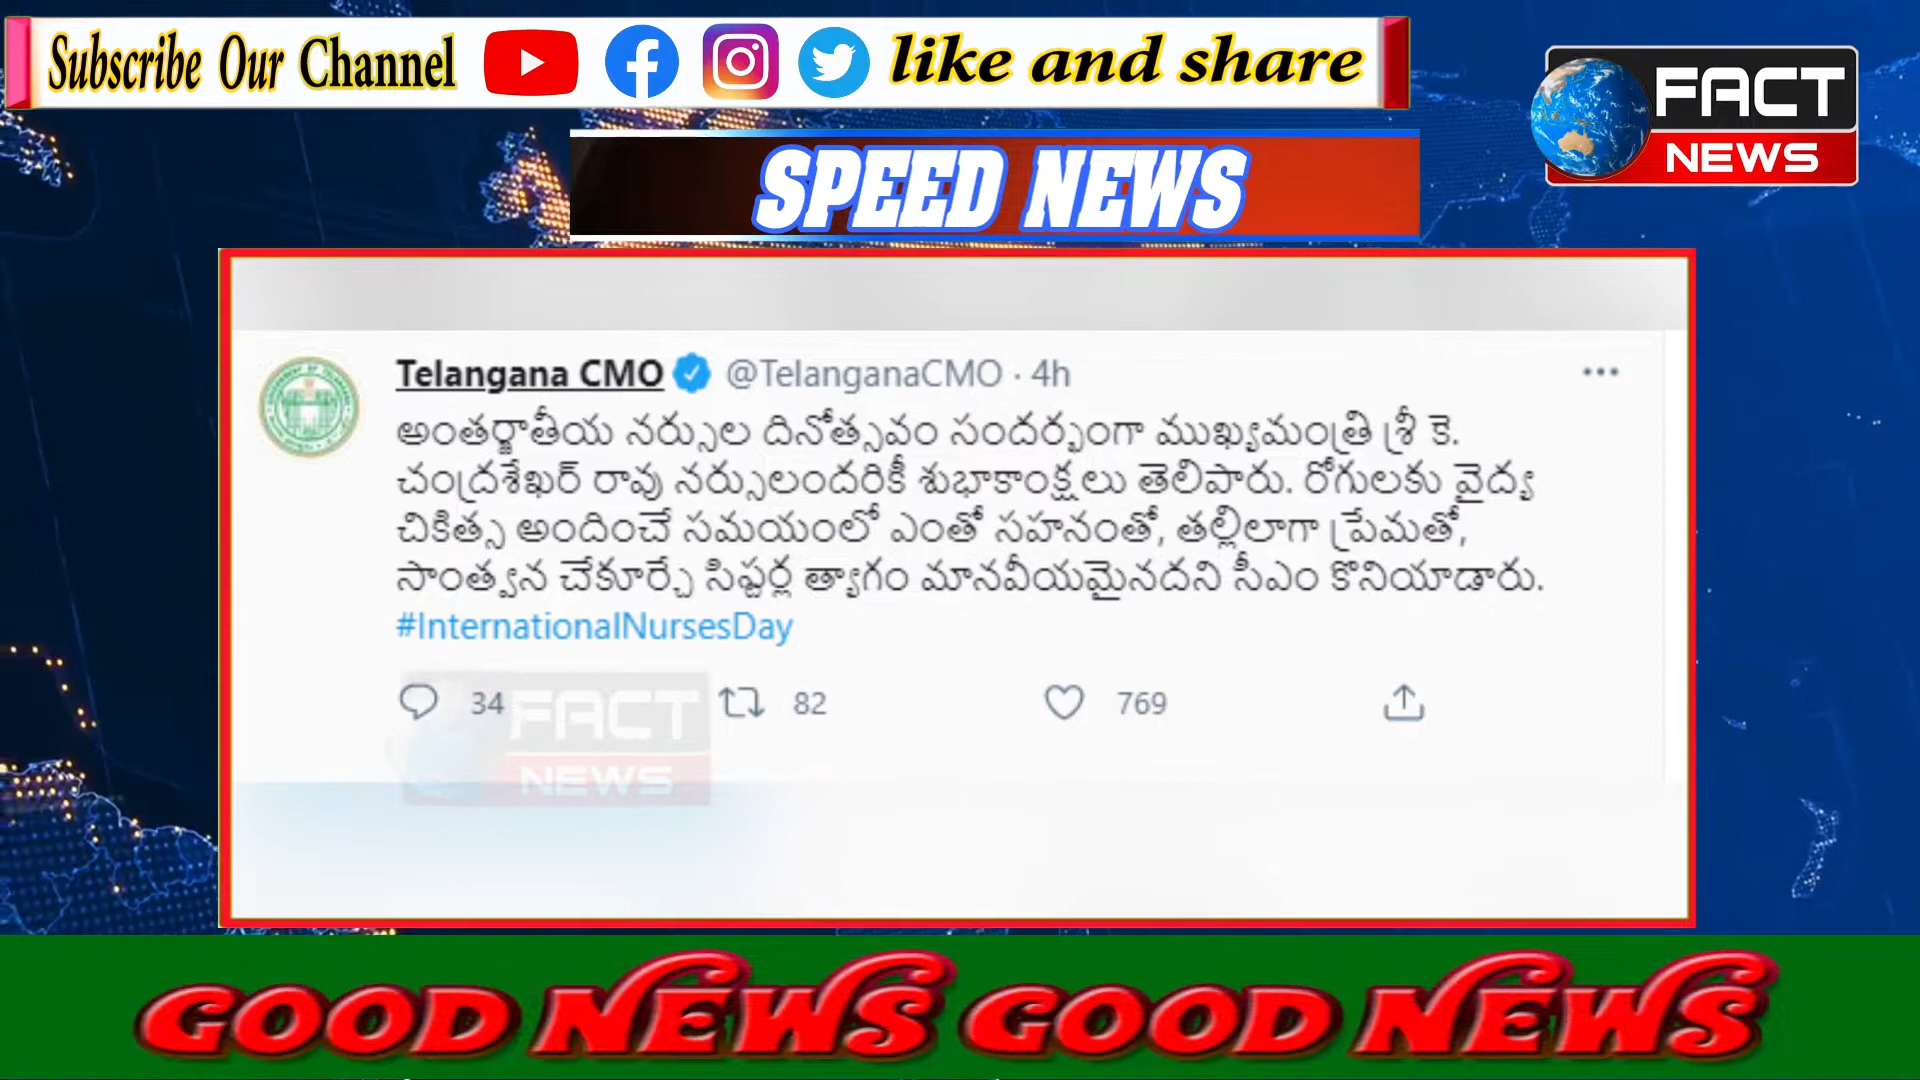 Subscribe Our Channel like and share
FACT
NEWS
SPEED NEWS
Telangana CMO @TelanganaCMO · 4h
అంతర్జాతీయ నర్సుల దినోత్సవం సందర్భంగా ముఖ్యమంత్రి శ్రీ కె.
చంద్రశేఖర్ రావు నర్సులందరికీ శుభాకాంక్షలు తెలిపారు. రోగులకు వైద్య
చికిత్స అందించే సమయంలో ఎంతో సహనంతో, తల్లిలాగా ప్రేమతో,
సాంత్వన చేకూర్చే సిస్టర్ల త్యాగం మానవీయమైనదని సీఎం కొనియాడారు.
#InternationalNursesDay
34 82 769
FACT
NEWS
GOOD NEWS GOOD NEWS